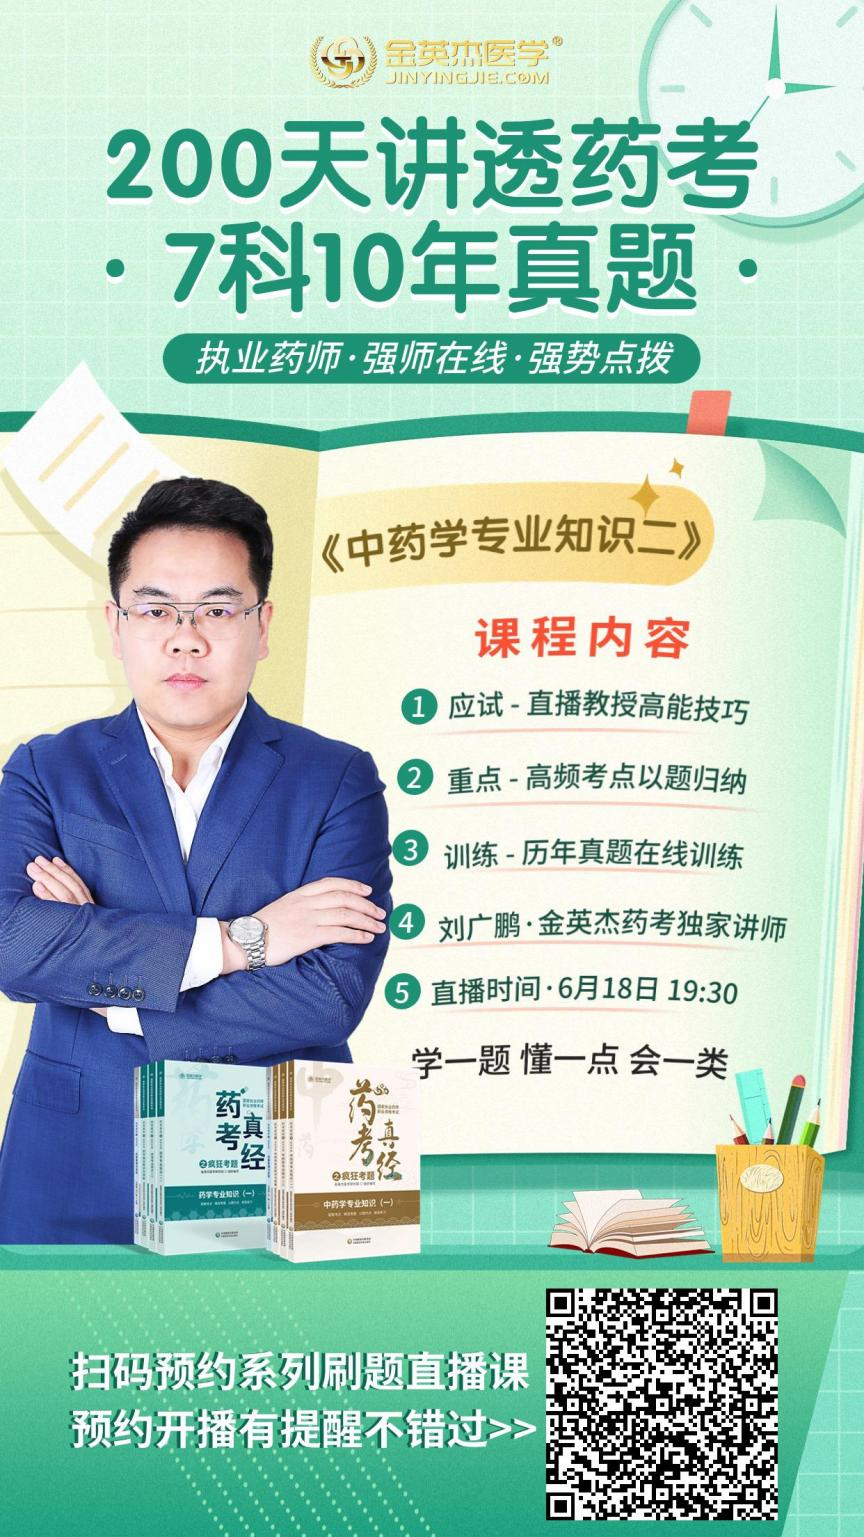 金英杰医学®
JINYINGJIE.COM
200天讲透药考
·7科10年真题·
执业药师·强师在线·强势点拨
《中药学专业知识二》
课程内容
1 应试-直播教授高能技巧
2 重点-高频考点以题归纳
3 训练-历年真题在线训练
4 刘广鹏·金英杰药考独家讲师
5 直播时间·6月18日 19:30
学一题 懂一点 会一类
药考真经
之疯狂考题
药学专业知识（一）
药考真经
之疯狂考题
中药学专业知识（一）
扫码预约系列刷题直播课
预约开播有提醒不错过>>